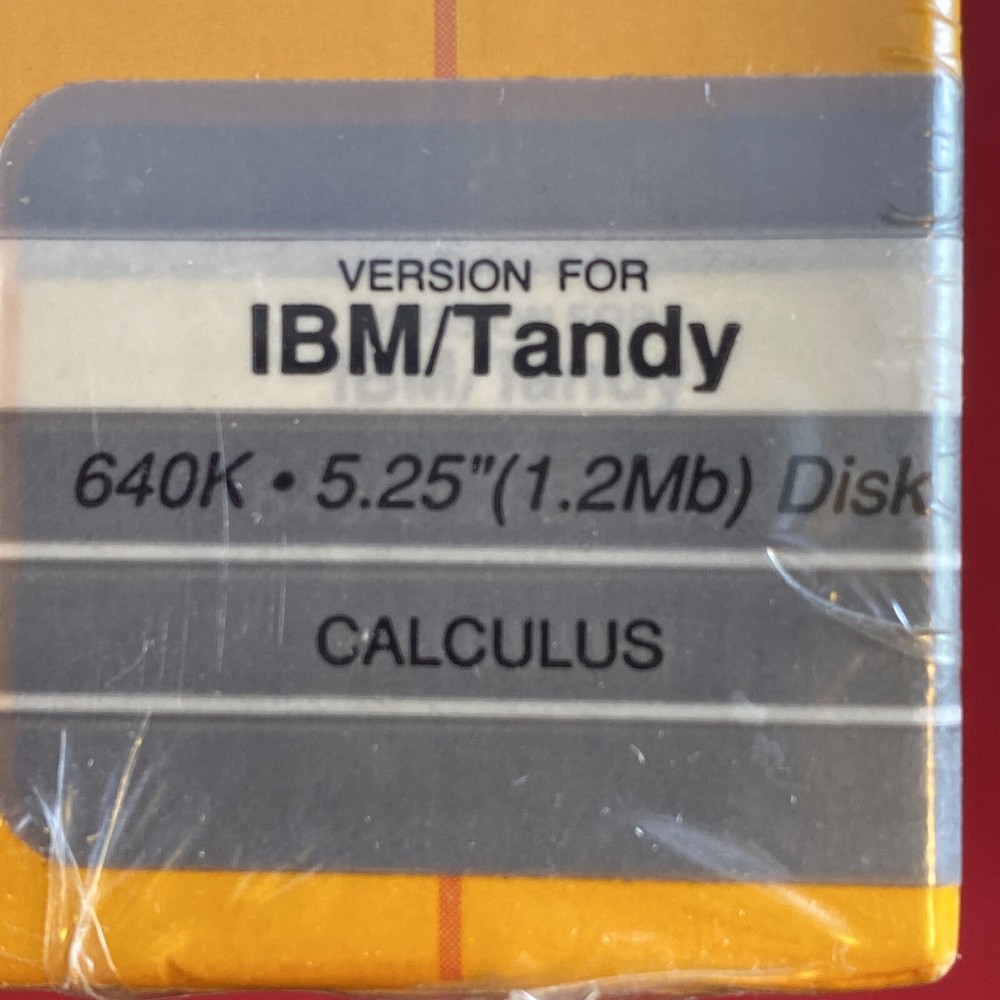 VERSION FOR
IBM/Tandy
640K • 5.25"(1.2Mb) Disk
CALCULUS